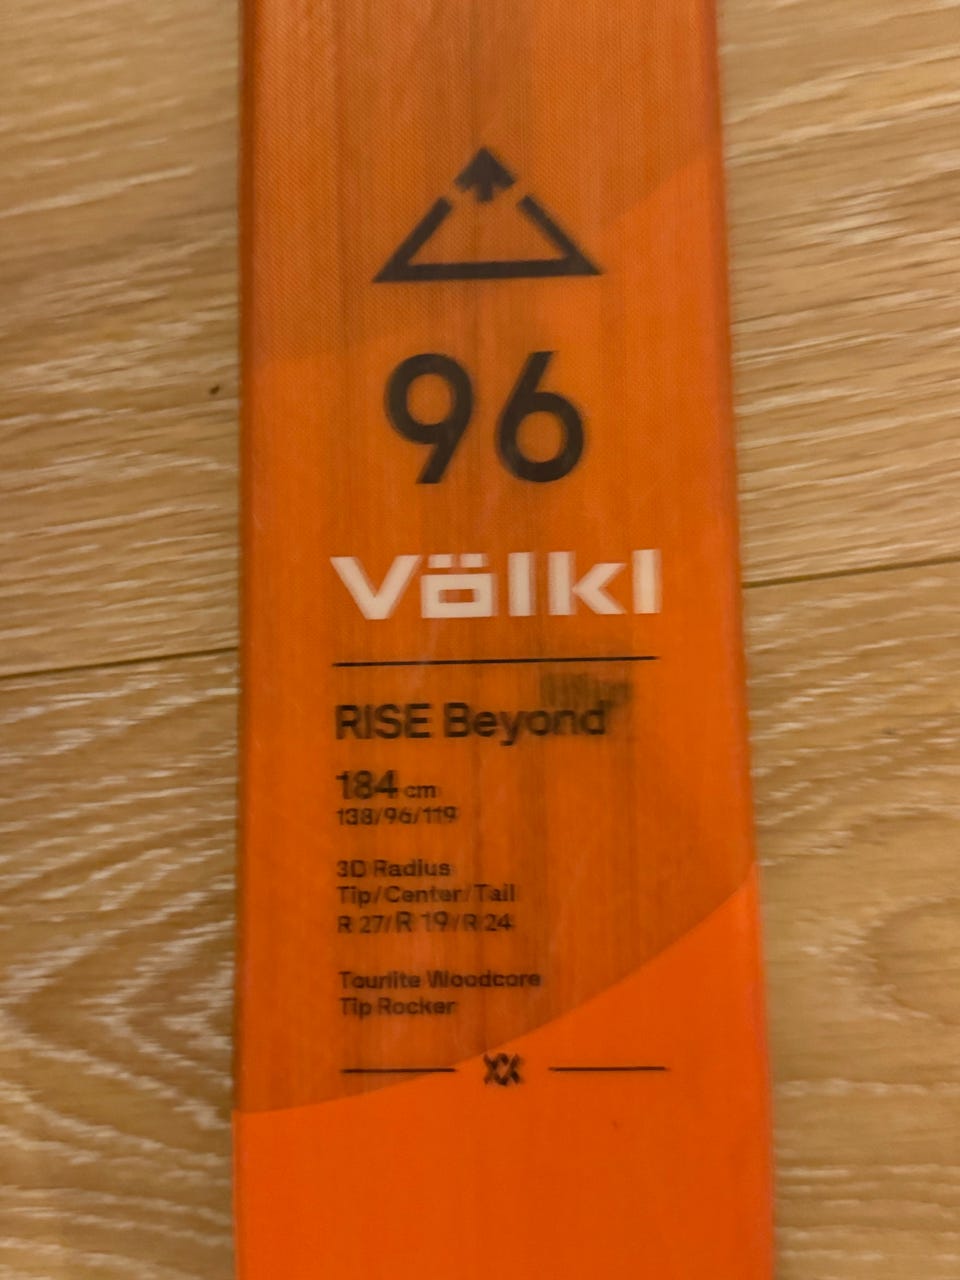 96
Völkl
RISE Beyond
184 cm
138/96/119
3D Radius
Tip/Center/Tail
R 27/R 19/R 24
Tourlite Woodcore
Tip Rocker